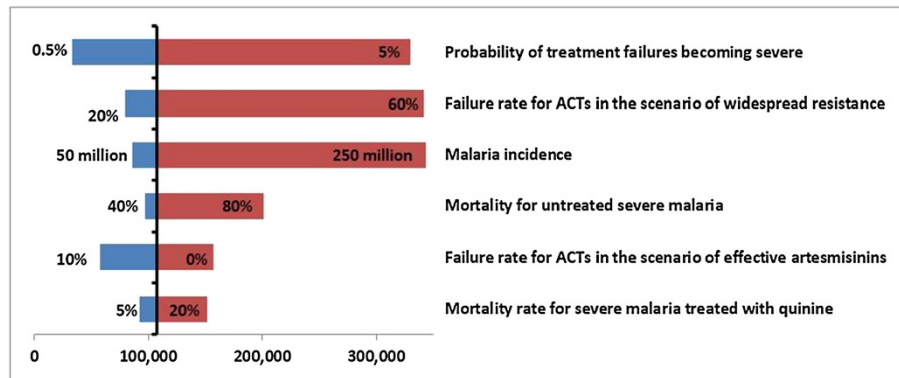 0.5% 5% Probability of treatment failures becoming severe
20% 60% Failure rate for ACTs in the scenario of widespread resistance
50 million 250 million Malaria incidence
40% 80% Mortality for untreated severe malaria
10% 0% Failure rate for ACTs in the scenario of effective artesmisinins
5% 20% Mortality rate for severe malaria treated with quinine
0 100,000 200,000 300,000